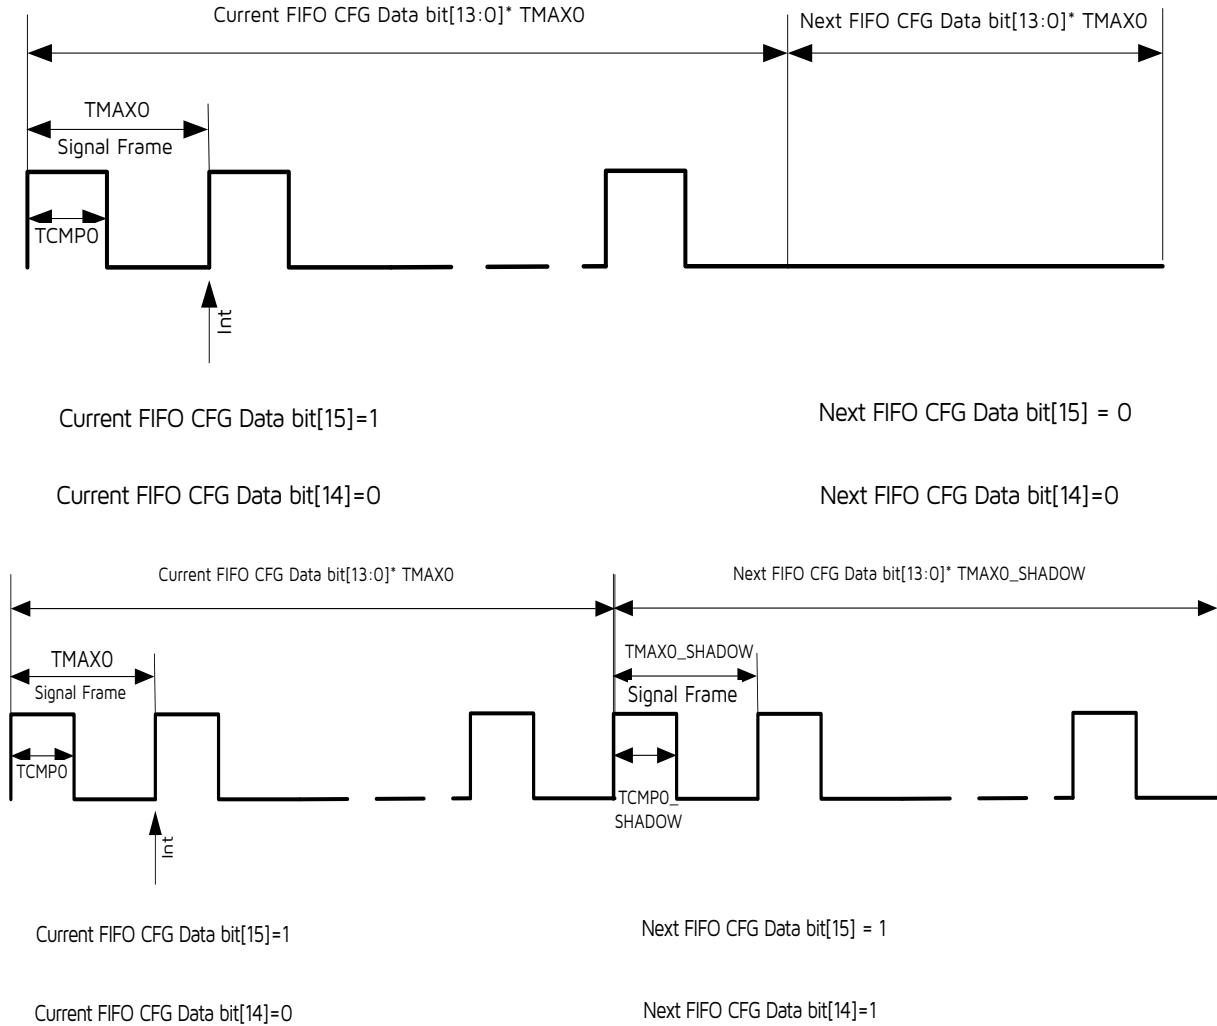 Current FIFO CFG Data bit[13:0]* TMAX0
Next FIFO CFG Data bit[13:0]* TMAX0
TMAX0
Signal Frame
TCMP0
Int
Current FIFO CFG Data bit[15]=1
Next FIFO CFG Data bit[15] = 0
Current FIFO CFG Data bit[14]=0
Next FIFO CFG Data bit[14]=0
Current FIFO CFG Data bit[13:0]* TMAX0
Next FIFO CFG Data bit[13:0]* TMAX0_SHADOW
TMAX0
Signal Frame
TMAX0_SHADOW
Signal Frame
TCMP0
TCMP0_
SHADOW
Int
Current FIFO CFG Data bit[15]=1
Next FIFO CFG Data bit[15] = 1
Current FIFO CFG Data bit[14]=0
Next FIFO CFG Data bit[14]=1